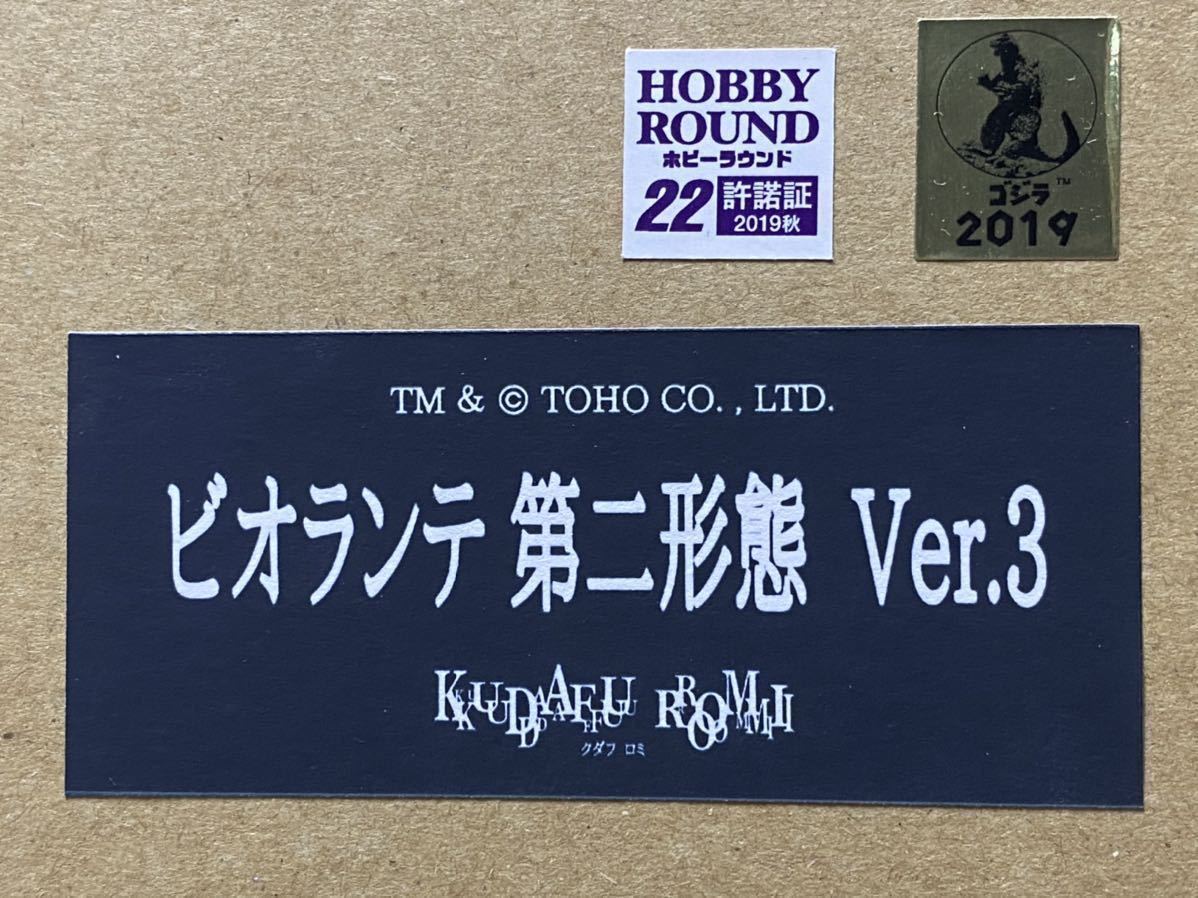 HOBBY
ROUND
ホビーラウンド
22 許諾証
2019秋
ゴジラ™
2019
TM & © TOHO CO. , LTD.
ビオランテ 第二形態 Ver.3
KUDAFU ROMI
クダフ ロミ